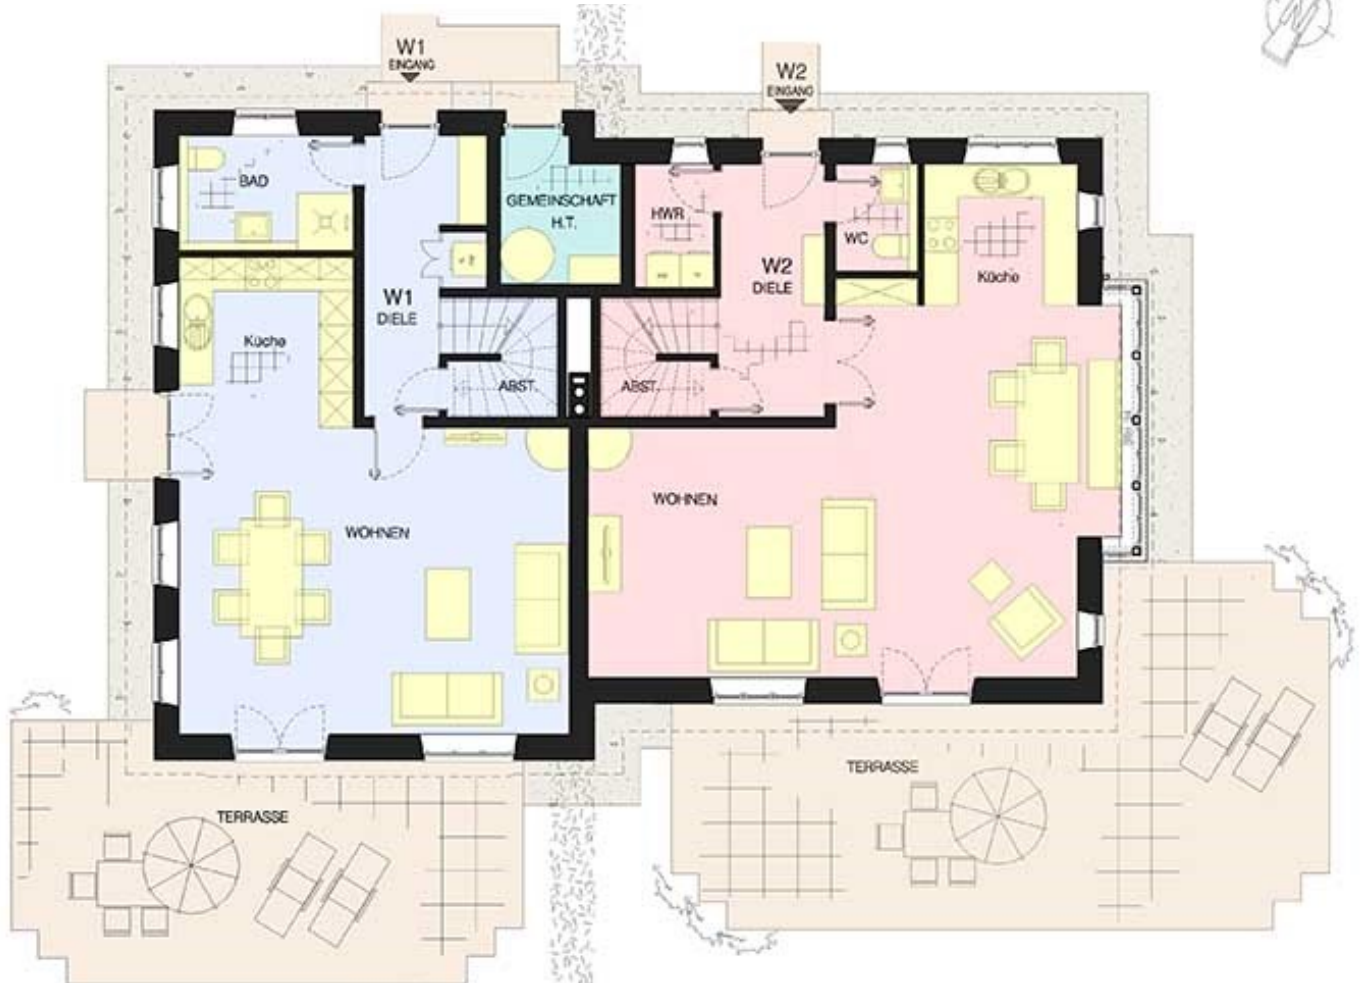 W1
EINGANG
W2
EINGANG
BAD
GEMEINSCHAFT
H.T.
HWR
WC
W2
DIELE
Küche
W1
DIELE
Küche
ABST.
ABST.
WOHNEN
WOHNEN
TERRASSE
TERRASSE